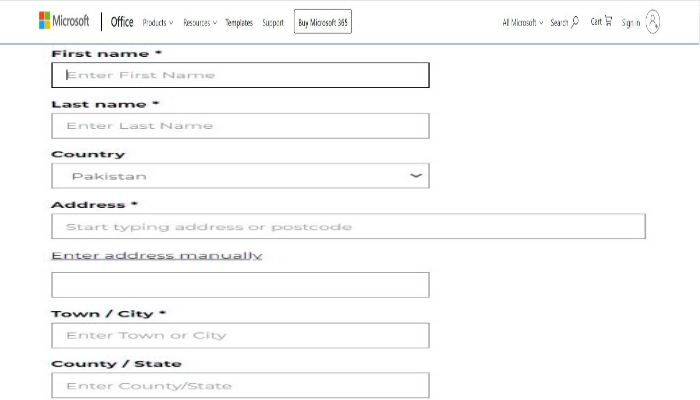 Microsoft Office Products Resources Templates Support Buy Microsoft 365 All Microsoft Search Cart Sign in
First name *
Enter First Name
Last name *
Enter Last Name
Country
Pakistan
Address *
Start typing address or postcode
Enter address manually
Town / City *
Enter Town or City
County / State
Enter County/State